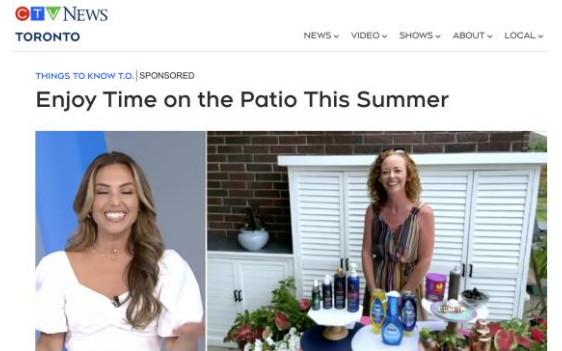 CTV NEWS
TORONTO
NEWS VIDEO SHOWS ABOUT LOCAL
THINGS TO KNOW T.O. | SPONSORED
Enjoy Time on the Patio This Summer